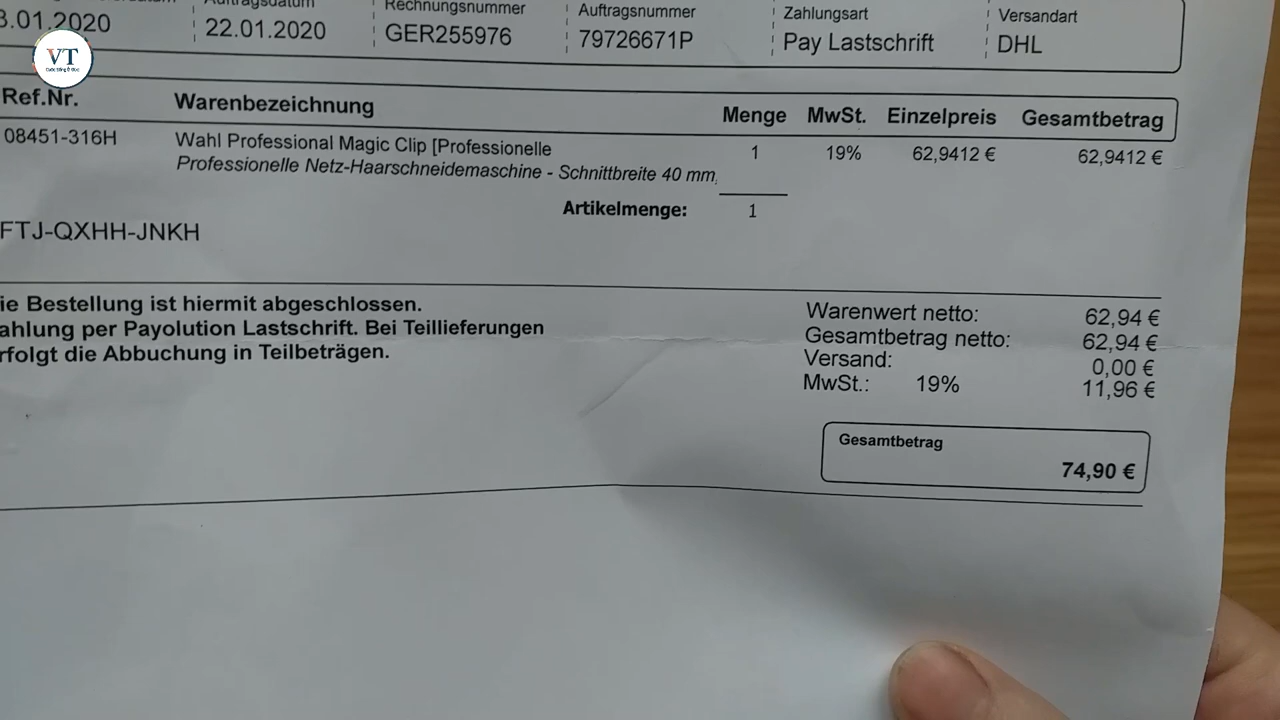 Auftragsdatum
Rechnungsnummer
Auftragsnummer
Zahlungsart
Versandart
3.01.2020
22.01.2020
GER255976
79726671P
Pay Lastschrift
DHL
VT
Ref.Nr.
Warenbezeichnung
Menge
MwSt.
Einzelpreis
Gesamtbetrag
08451-316H
Wahl Professional Magic Clip [Professionelle
1
19%
62,9412 €
62,9412 €
Professionelle Netz-Haarschneidemaschine - Schnittbreite 40 mm,
Artikelmenge:
1
FTJ-QXHH-JNKH
ie Bestellung ist hiermit abgeschlossen.
ahlung per Payolution Lastschrift. Bei Teillieferungen
rfolgt die Abbuchung in Teilbeträgen.
Warenwert netto: 62,94 €
Gesamtbetrag netto: 62,94 €
Versand: 0,00 €
MwSt.: 19% 11,96 €
Gesamtbetrag
74,90 €